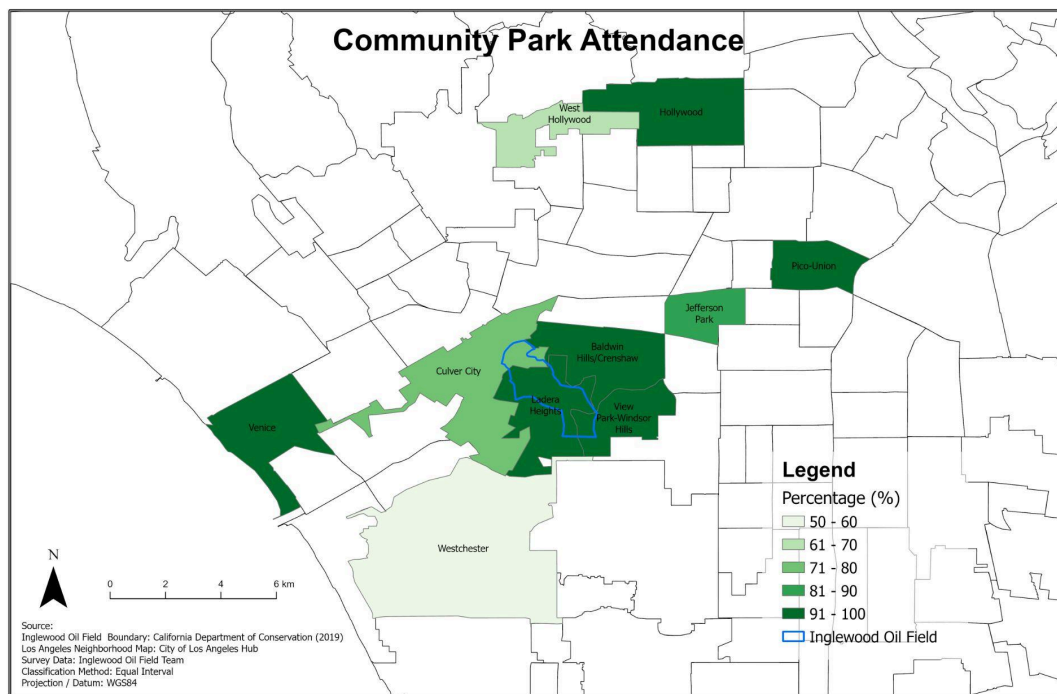 Community Park Attendance
West
Hollywood
Hollywood
Pico-Union
Jefferson
Park
Baldwin
Hills/Crenshaw
Culver City
Ladera
Heights
View
Park-Windsor
Hills
Venice
Westchester
Legend
Percentage (%)
50 - 60
61 - 70
71 - 80
81 - 90
91 - 100
Inglewood Oil Field
N
0 2 4 6 km
Source:
Inglewood Oil Field Boundary: California Department of Conservation (2019)
Los Angeles Neighborhood Map: City of Los Angeles Hub
Survey Data: Inglewood Oil Field Team
Classification Method: Equal Interval
Projection / Datum: WGS84